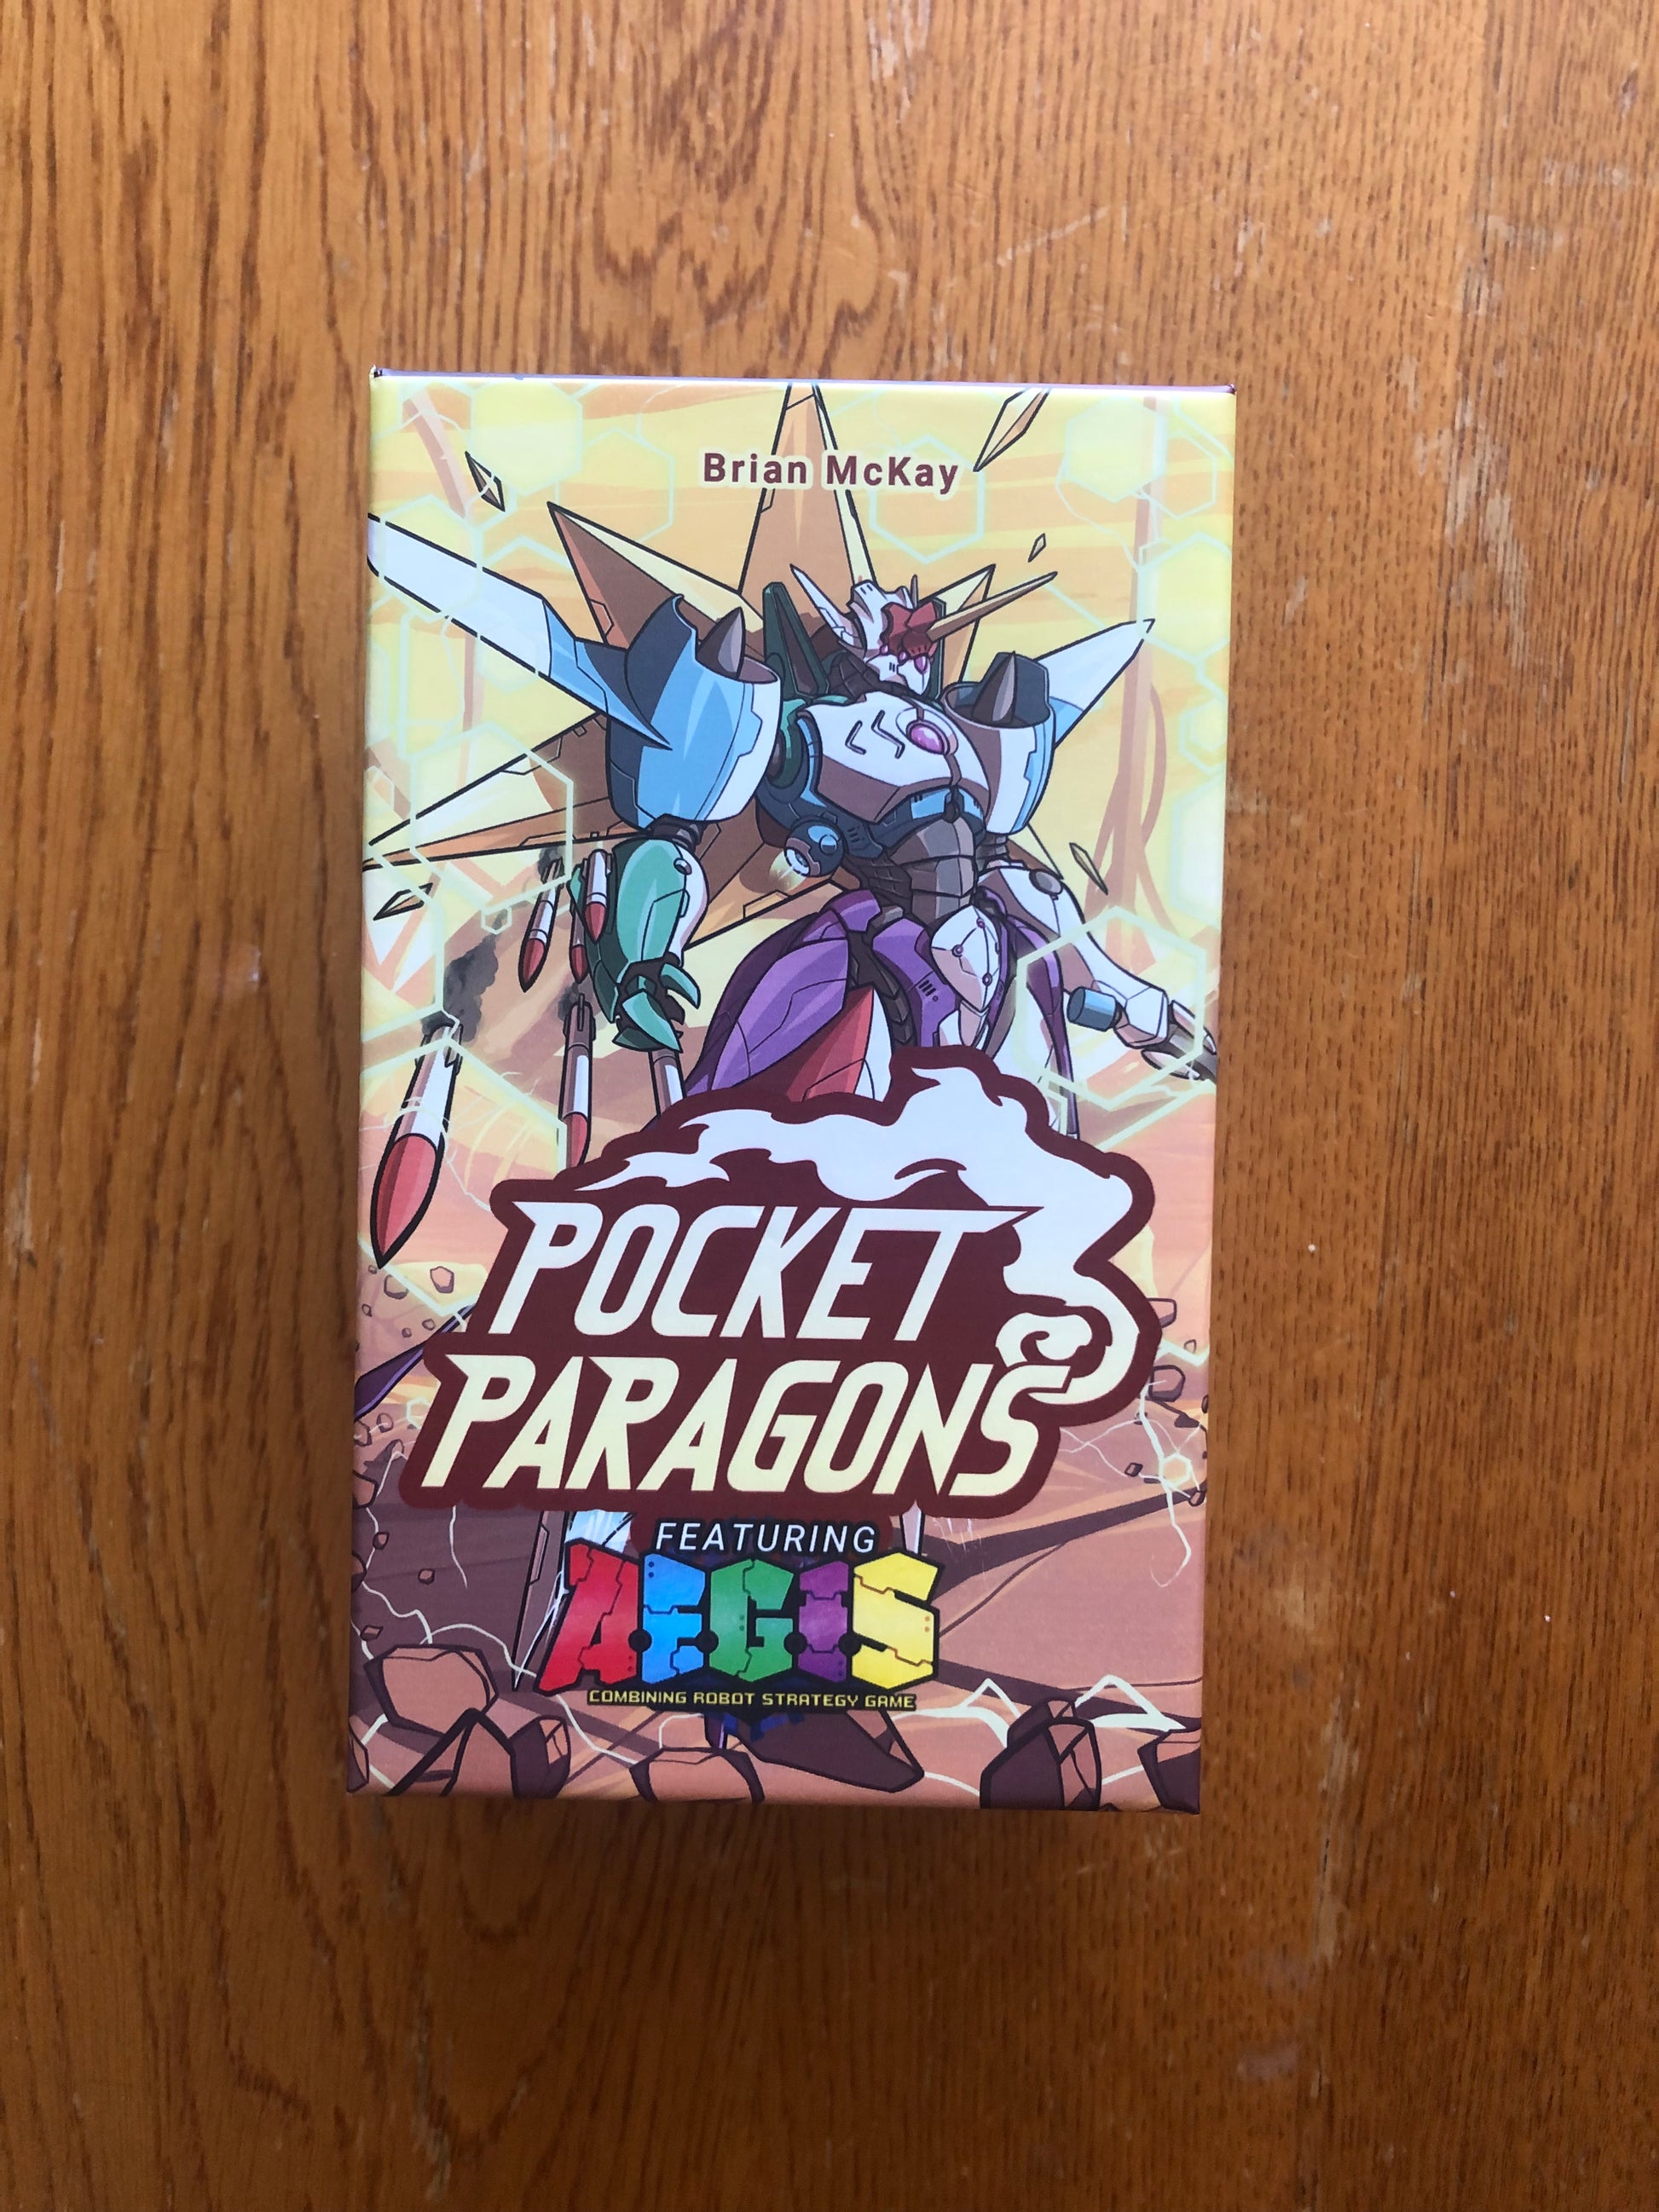 Brian McKay
POCKET
PARAGONS
FEATURING
A.E.G.I.S
COMBINING ROBOT STRATEGY GAME